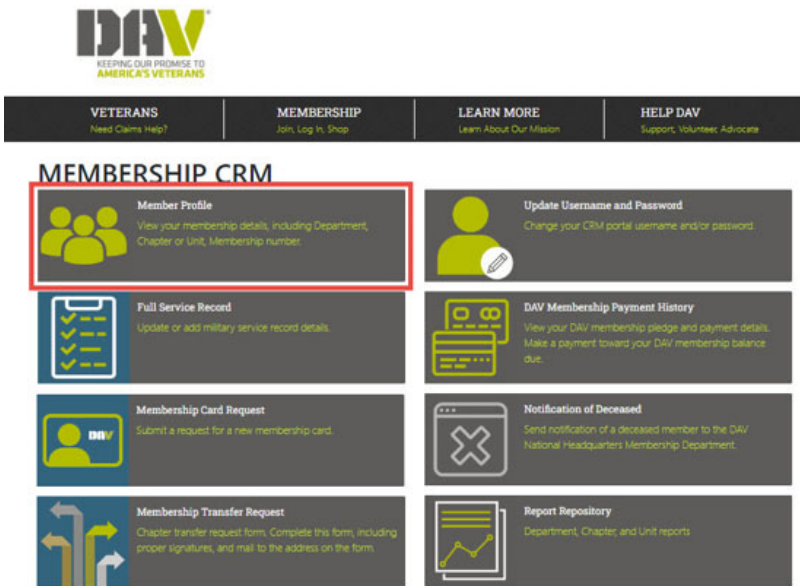 DAV
KEEPING OUR PROMISE TO
AMERICA'S VETERANS
VETERANS
Need Claims Help?
MEMBERSHIP
Join, Log In, Shop
LEARN MORE
Learn About Our Mission
HELP DAV
Support, Volunteer, Advocate
MEMBERSHIP CRM
Member Profile
View your membership details, including Department,
Chapter or Unit, Membership number.
Update Username and Password
Change your CRM portal username and/or password.
Full Service Record
Update or add military service record details.
DAV Membership Payment History
View your DAV membership pledge and payment details.
Make a payment toward your DAV membership balance
due.
DAV
Membership Card Request
Submit a request for a new membership card.
Notification of Deceased
Send notification of a deceased member to the DAV
National Headquarters Membership Department.
Membership Transfer Request
Chapter transfer request form. Complete this form, including
proper signatures, and mail to the address on the form.
Report Repository
Department, Chapter, and Unit reports